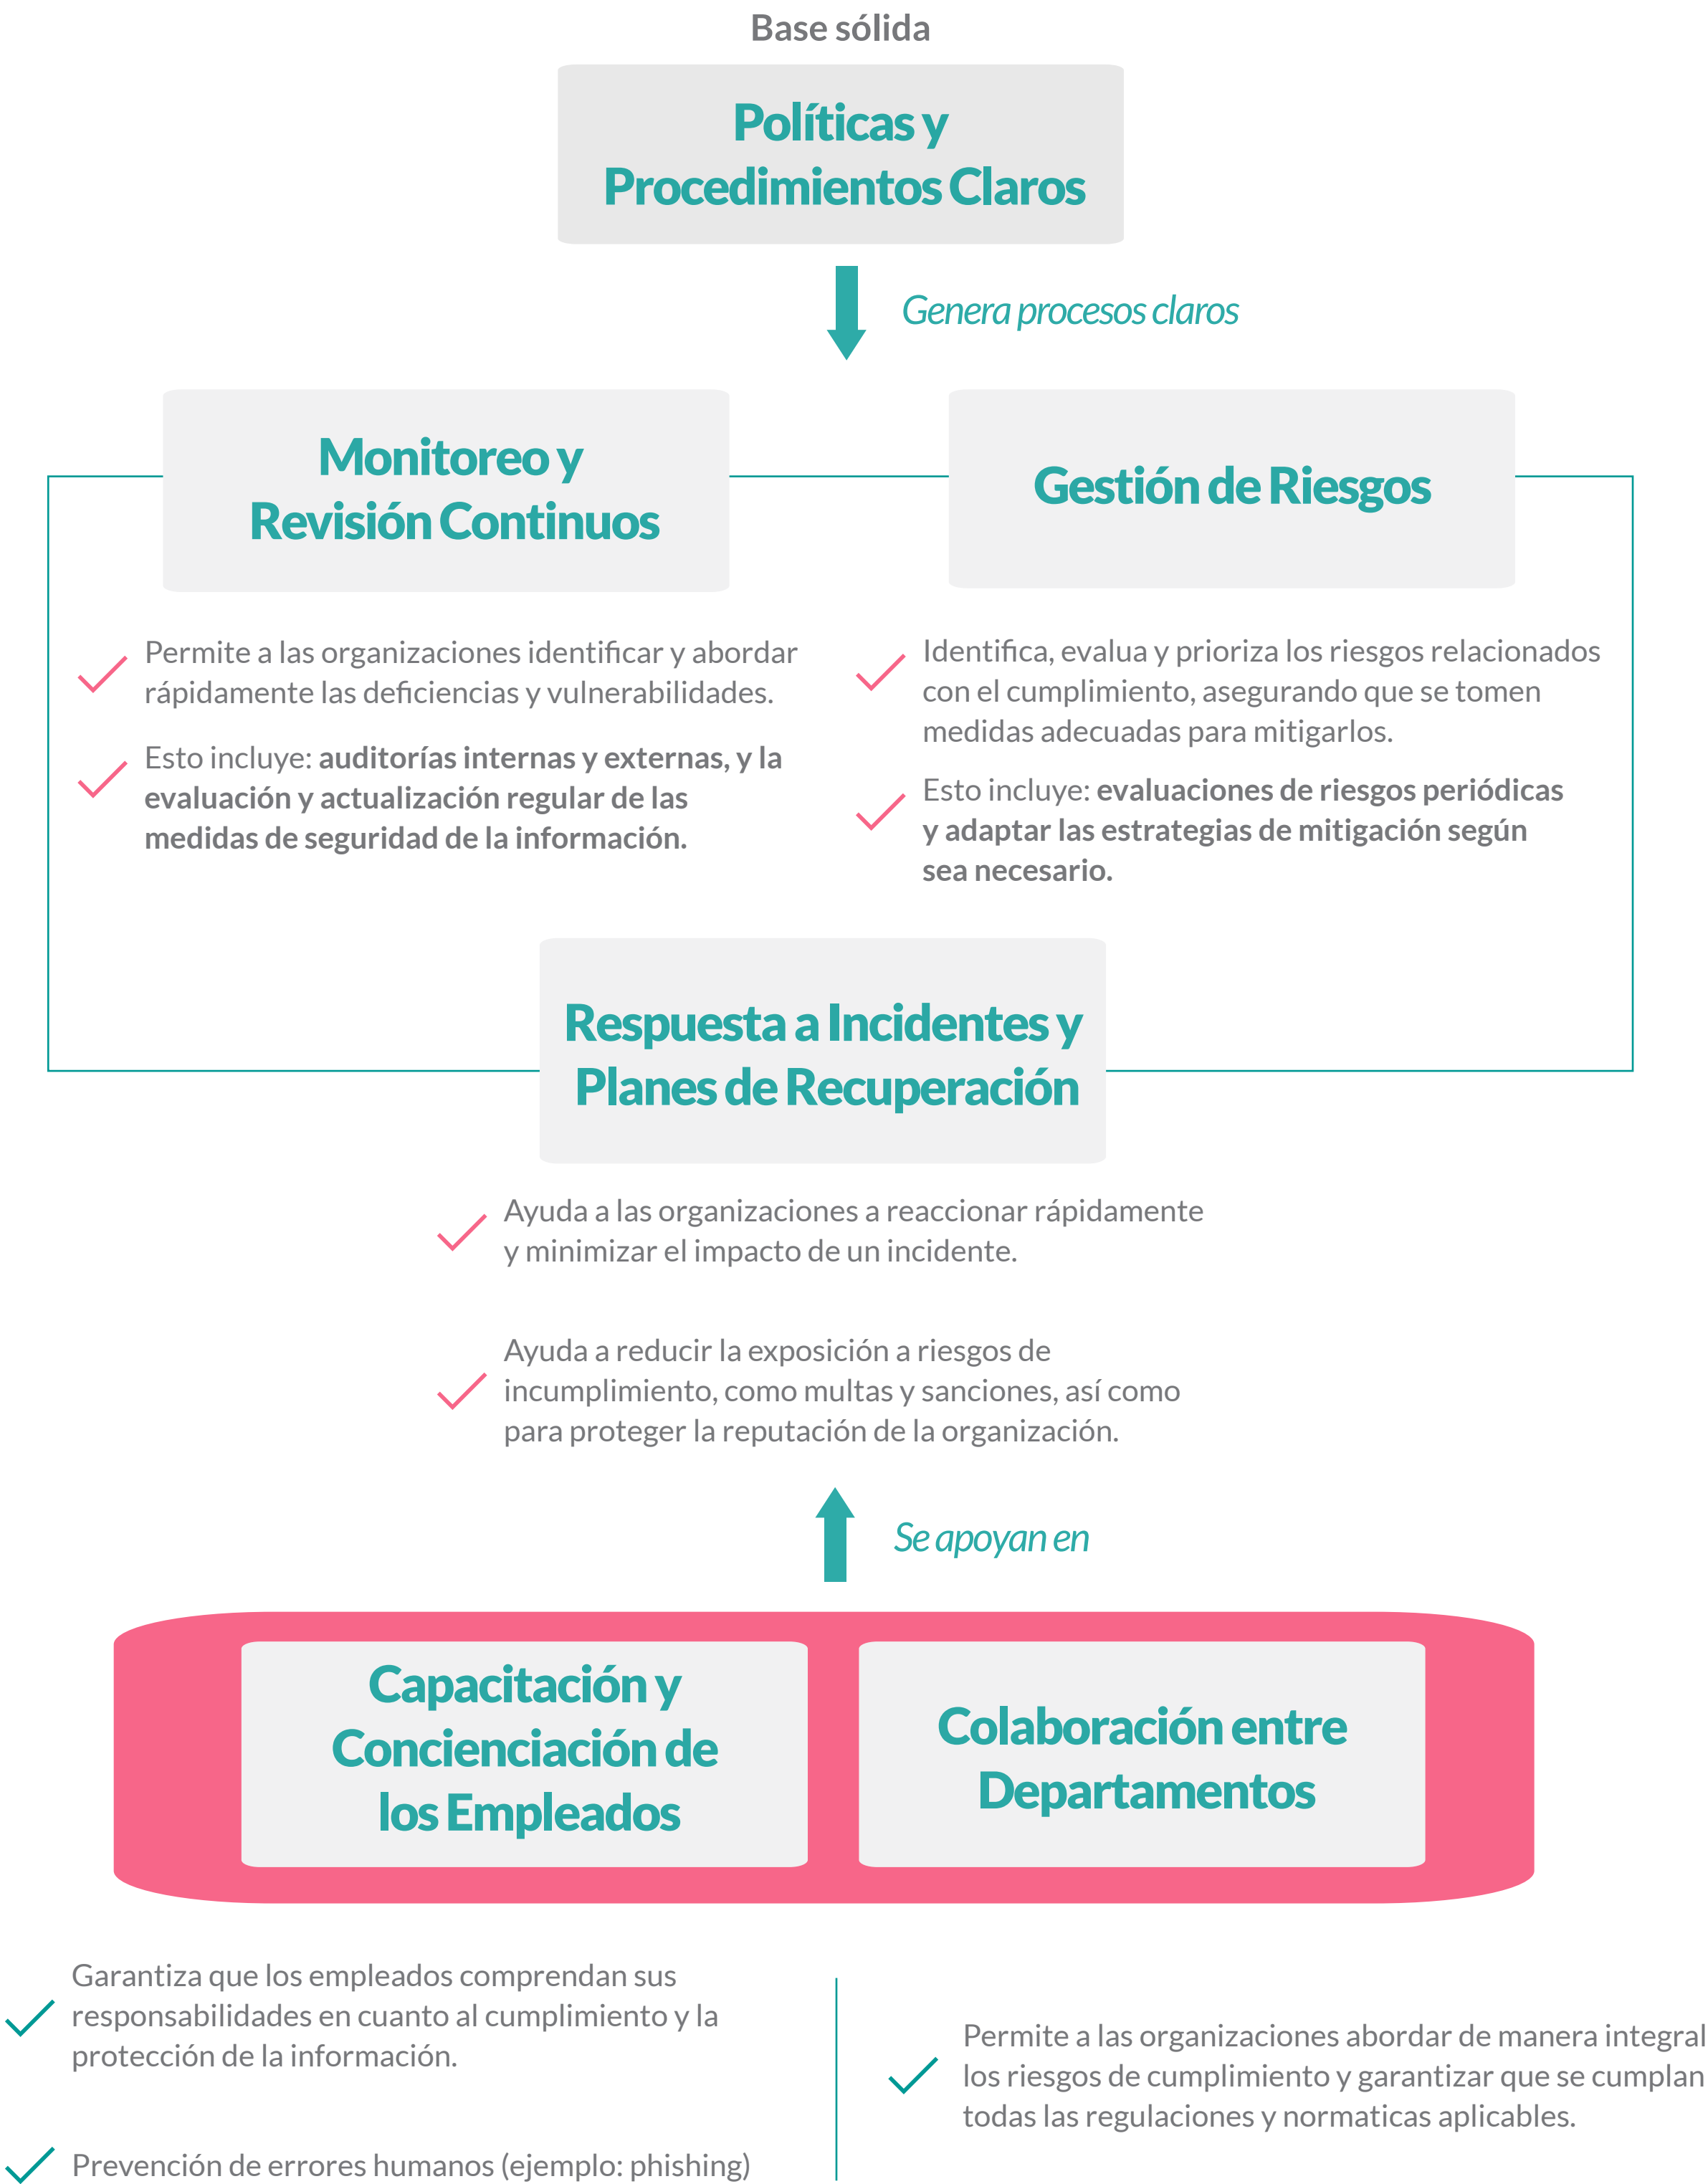 Base sólida
Políticas y
Procedimientos Claros
Genera procesos claros
Monitoreo y
Revisión Continuos
Permite a las organizaciones identificar y abordar
rápidamente las deficiencias y vulnerabilidades.
Esto incluye: auditorías internas y externas, y la
evaluación y actualización regular de las
medidas de seguridad de la información.
Gestión de Riesgos
Identifica, evalua y prioriza los riesgos relacionados
con el cumplimiento, asegurando que se tomen
medidas adecuadas para mitigarlos.
Esto incluye: evaluaciones de riesgos periódicas
y adaptar las estrategias de mitigación según
sea necesario.
Respuesta a Incidentes y
Planes de Recuperación
Ayuda a las organizaciones a reaccionar rápidamente
y minimizar el impacto de un incidente.
Ayuda a reducir la exposición a riesgos de
incumplimiento, como multas y sanciones, así como
para proteger la reputación de la organización.
Se apoyan en
Capacitación y
Concienciación de
los Empleados
Colaboración entre
Departamentos
Garantiza que los empleados comprendan sus
responsabilidades en cuanto al cumplimiento y la
protección de la información.
Prevención de errores humanos (ejemplo: phishing)
Permite a las organizaciones abordar de manera integral
los riesgos de cumplimiento y garantizar que se cumplan
todas las regulaciones y normaticas aplicables.